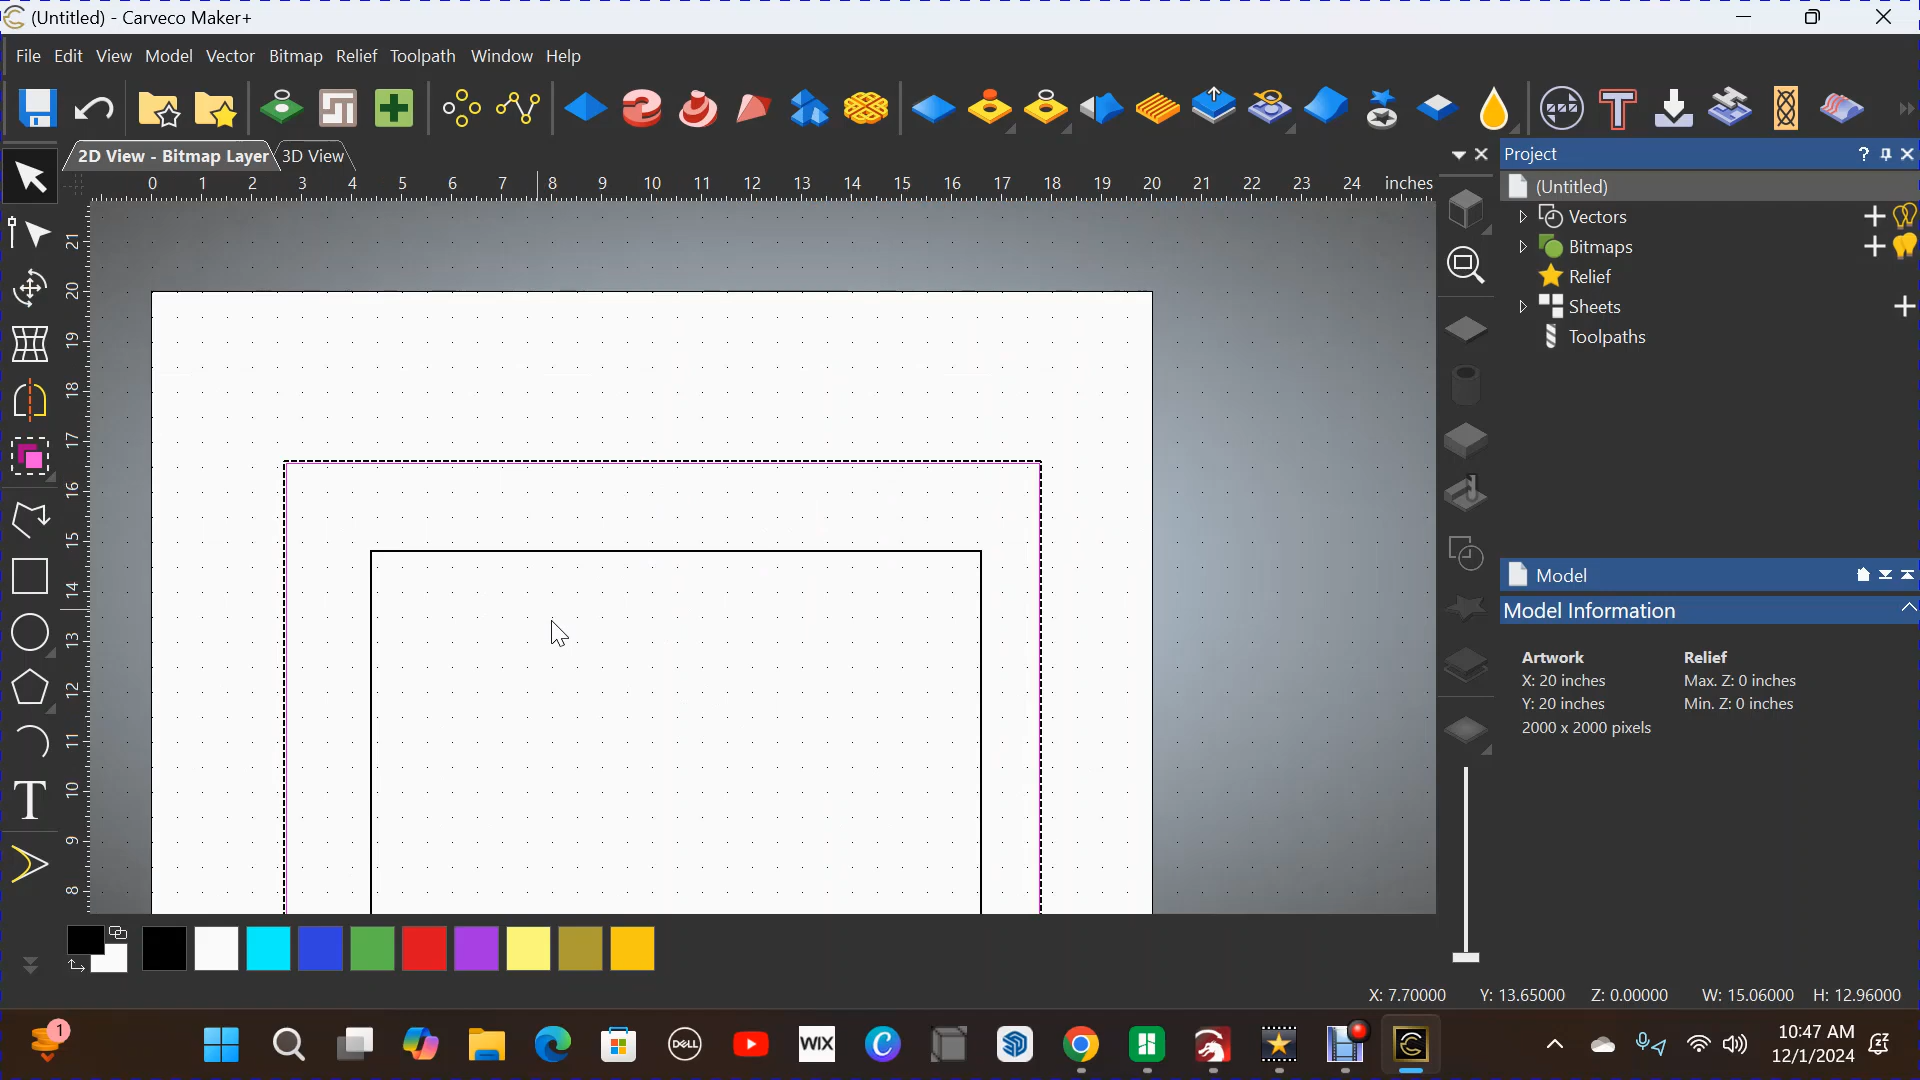 (Untitled) - Carveco Maker+
File Edit View Model Vector Bitmap Relief Toolpath Window Help
2D View - Bitmap Layer 3D View
0 1 2 3 4 5 6 7 8 9 10 11 12 13 14 15 16 17 18 19 20 21 22 23 24 inches
21
20
19
18
17
16
15
14
13
12
11
10
9
8
T
Project
?
(Untitled)
Vectors
Bitmaps
Relief
Sheets
Toolpaths
Model
Model Information
Artwork Relief
X: 20 inches Max. Z: 0 inches
Y: 20 inches Min. Z: 0 inches
2000 x 2000 pixels
X: 7.70000 Y: 13.65000 Z: 0.00000 W: 15.06000 H: 12.96000
1
DELL
WIX
C
10:47 AM
12/1/2024